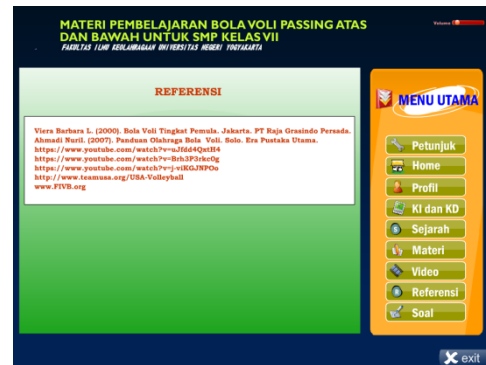 MATERI PEMBELAJARAN BOLA VOLI PASSING ATAS
DAN BAWAH UNTUK SMP KELAS VII
FAKULTAS ILMU KEOLAHRAGAAN UNIVERSITAS NEGERI YOGYAKARTA
Volume
REFERENSI
Viera Barbara L. (2000). Bola Voli Tingkat Pemula. Jakarta. PT Raja Grasindo Persada.
Ahmadi Nuril. (2007). Panduan Olahraga Bola Voli. Solo. Era Pustaka Utama.
https://www.youtube.com/watch?v=uJfdd4QxtH4
https://www.youtube.com/watch?v=Brh3P3rkcOg
https://www.youtube.com/watch?v=j-viKGJNPOo
http://www.teamusa.org/USA-Volleyball
www.FIVB.org
MENU UTAMA
Petunjuk
Home
Profil
KI dan KD
Sejarah
Materi
Video
Referensi
Soal
exit